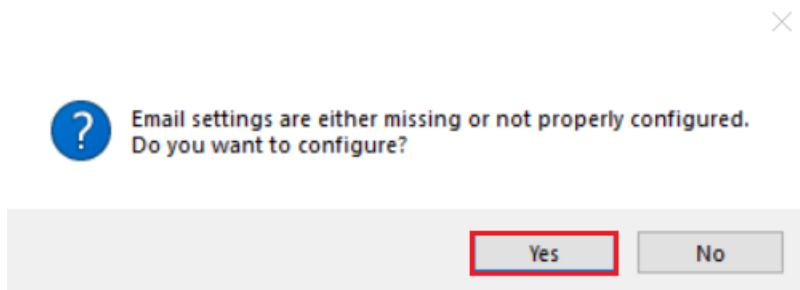 ?
Email settings are either missing or not properly configured.
Do you want to configure?
Yes No